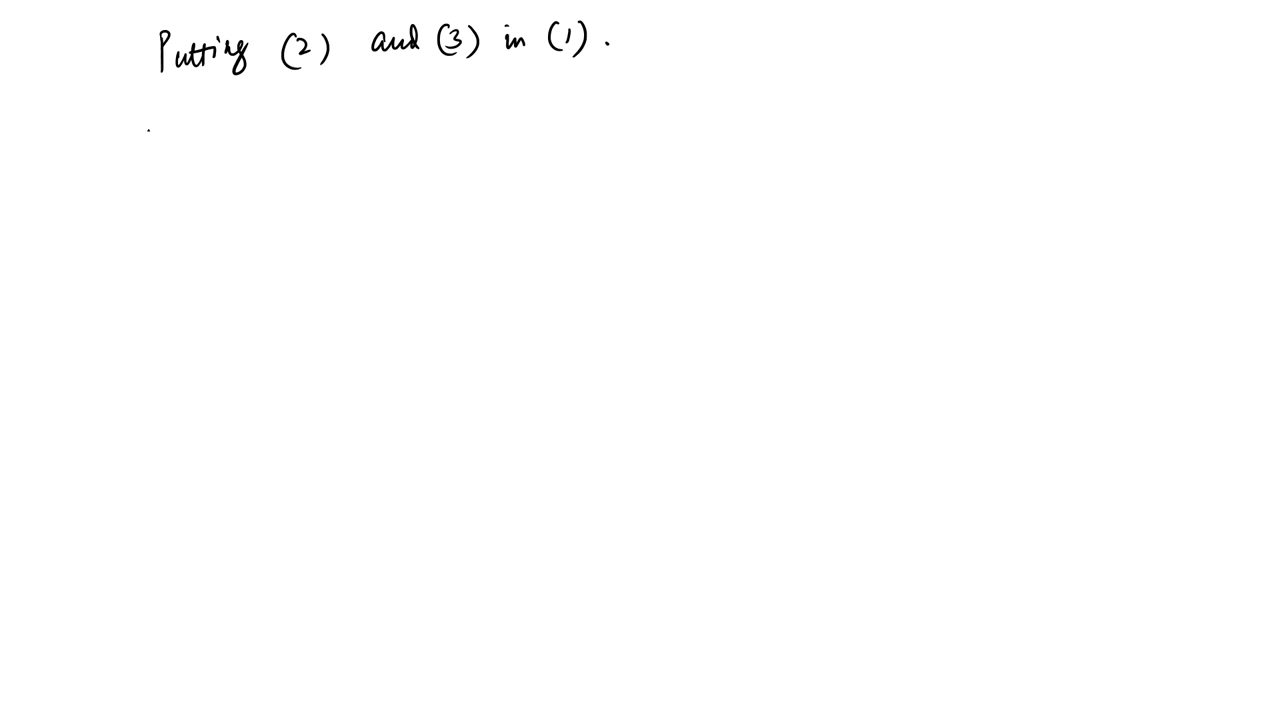 Putting (2) and (3) in (1).